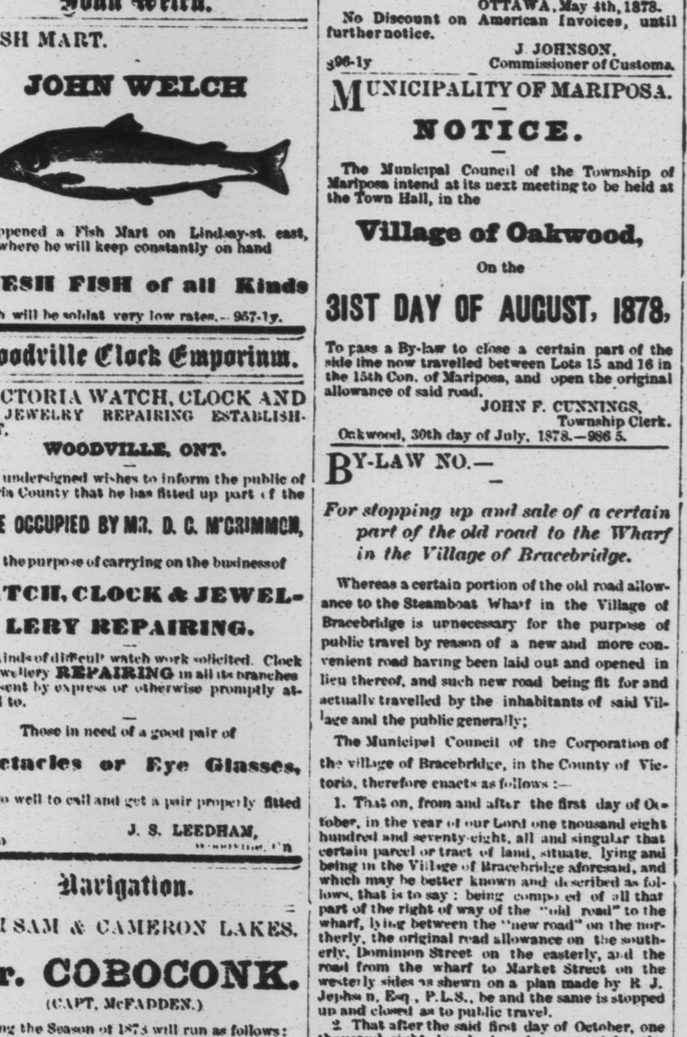 John Welch.
SH MART.
JOHN WELCH
opened a Fish Mart on Lindsay-st. east,
where he will keep constantly on hand
ESH FISH of all Kinds
will be sold at very low rates.—957-1y.
oodville Clock Emporium.
CTORIA WATCH, CLOCK AND
JEWELRY REPAIRING ESTABLISH-
T.
WOODVILLE, ONT.
undersigned wishes to inform the public of
ia County that he has fitted up part of the
E OCCUPIED BY MR. D. C. M'CRIMMON,
the purpose of carrying on the business of
TCH, CLOCK & JEWEL-
LERY REPAIRING.
kinds of difficult watch work solicited. Clock
wellery REPAIRING in all its branches
sent by express or otherwise promptly at-
to.
Those in need of a good pair of
ctacles or Eye Glasses,
o well to call and get a pair properly fitted
J. S. LEEDHAM,
Navigation.
SAM & CAMERON LAKES.
r. COBOCONK.
(CAPT. McFADDEN.)
ng the Season of 1878 will run as follows:
OTTAWA, May 4th, 1878.
No Discount on American Invoices, until
further notice.
J. JOHNSON,
396-1y Commissioner of Customs.
MUNICIPALITY OF MARIPOSA.
NOTICE.
The Municipal Council of the Township of
Mariposa intend at its next meeting to be held at
the Town Hall, in the
Village of Oakwood,
On the
31ST DAY OF AUGUST, 1878,
To pass a By-law to close a certain part of the
side line now travelled between Lots 15 and 16 in
the 15th Con. of Mariposa, and open the original
allowance of said road.
JOHN F. CUNNINGS,
Township Clerk.
Oakwood, 30th day of July, 1878.—986 5.
BY-LAW NO.—
For stopping up and sale of a certain
part of the old road to the Wharf
in the Village of Bracebridge.
Whereas a certain portion of the old road allow-
ance to the Steamboat Wharf in the Village of
Bracebridge is unnecessary for the purpose of
public travel by reason of a new and more con-
venient road having been laid out and opened in
lieu thereof, and such new road being fit for and
actually travelled by the inhabitants of said Vil-
lage and the public generally;
The Municipal Council of the Corporation of
the village of Bracebridge, in the County of Vic-
toria, therefore enacts as follows :—
1. That on, from and after the first day of Oc-
tober, in the year of our Lord one thousand eight
hundred and seventy-eight, all and singular that
certain parcel or tract of land, situate, lying and
being in the Village of Bracebridge aforesaid, and
which may be better known and described as fol-
lows, that is to say : being composed of all that
part of the right of way of the "old road" to the
wharf, lying between the "new road" on the nor-
therly, the original road allowance on the south-
erly, Dominion Street on the easterly, and the
road from the wharf to Market Street on the
westerly sides as shewn on a plan made by R J.
Jephson, Esq , P.L.S., be and the same is stopped
up and closed as to public travel.
2 That after the said first day of October, one